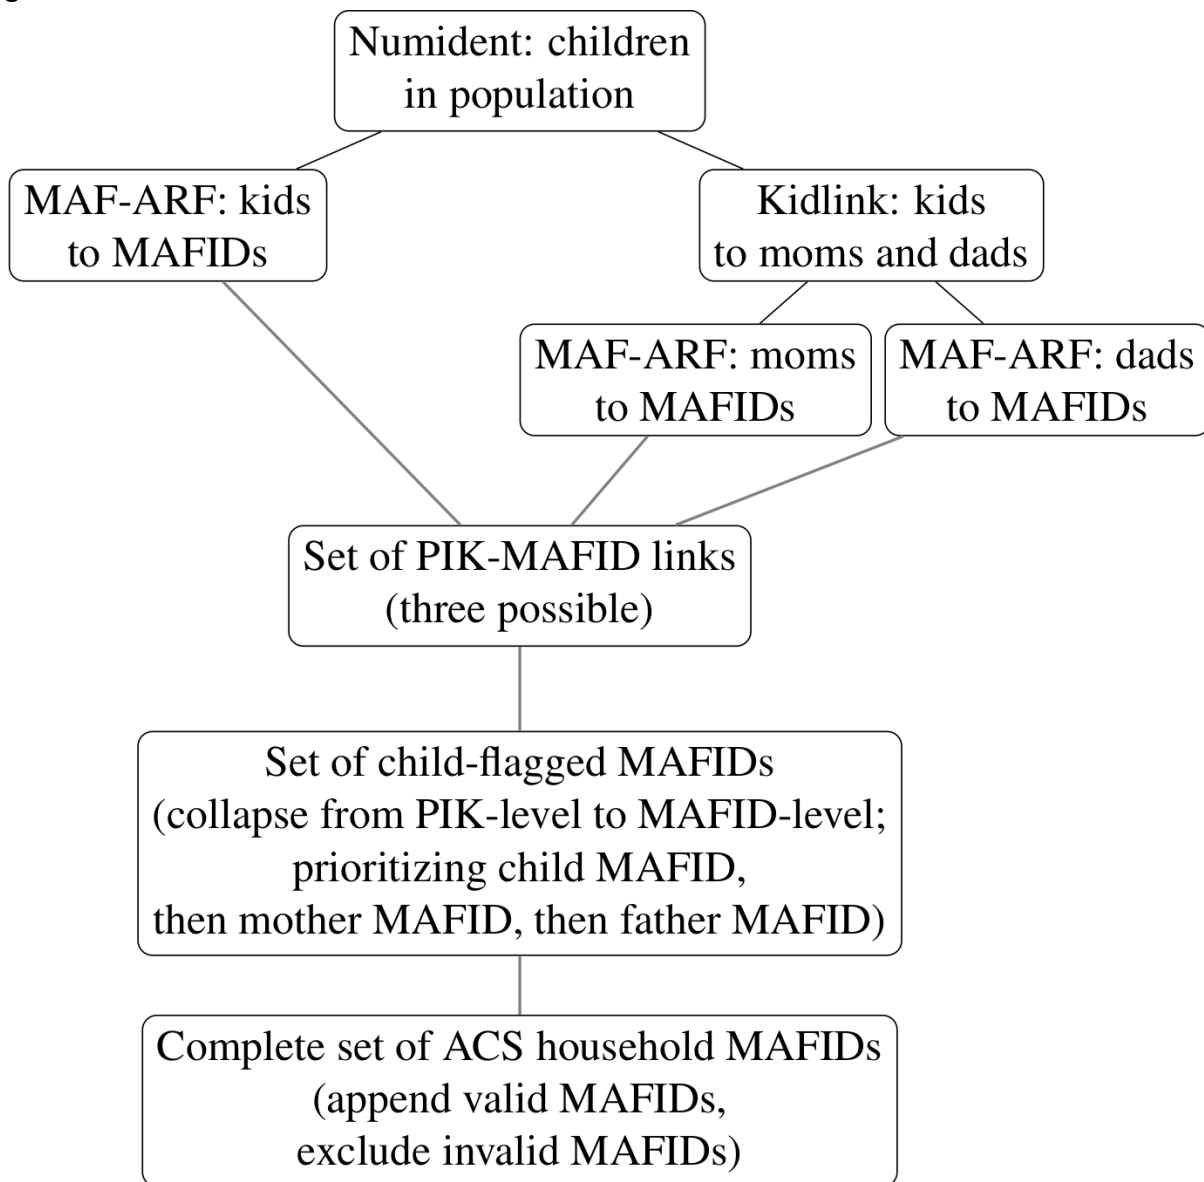 Numident: children
in population
MAF-ARF: kids
to MAFIDs
Kidlink: kids
to moms and dads
MAF-ARF: moms
to MAFIDs
MAF-ARF: dads
to MAFIDs
Set of PIK-MAFID links
(three possible)
Set of child-flagged MAFIDs
(collapse from PIK-level to MAFID-level;
prioritizing child MAFID,
then mother MAFID, then father MAFID)
Complete set of ACS household MAFIDs
(append valid MAFIDs,
exclude invalid MAFIDs)